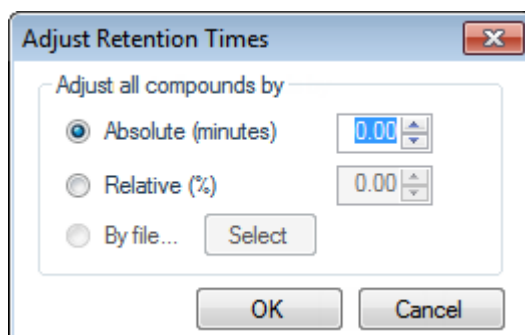 Adjust Retention Times
Adjust all compounds by
Absolute (minutes) 0.00
Relative (%) 0.00
By file... Select
OK Cancel